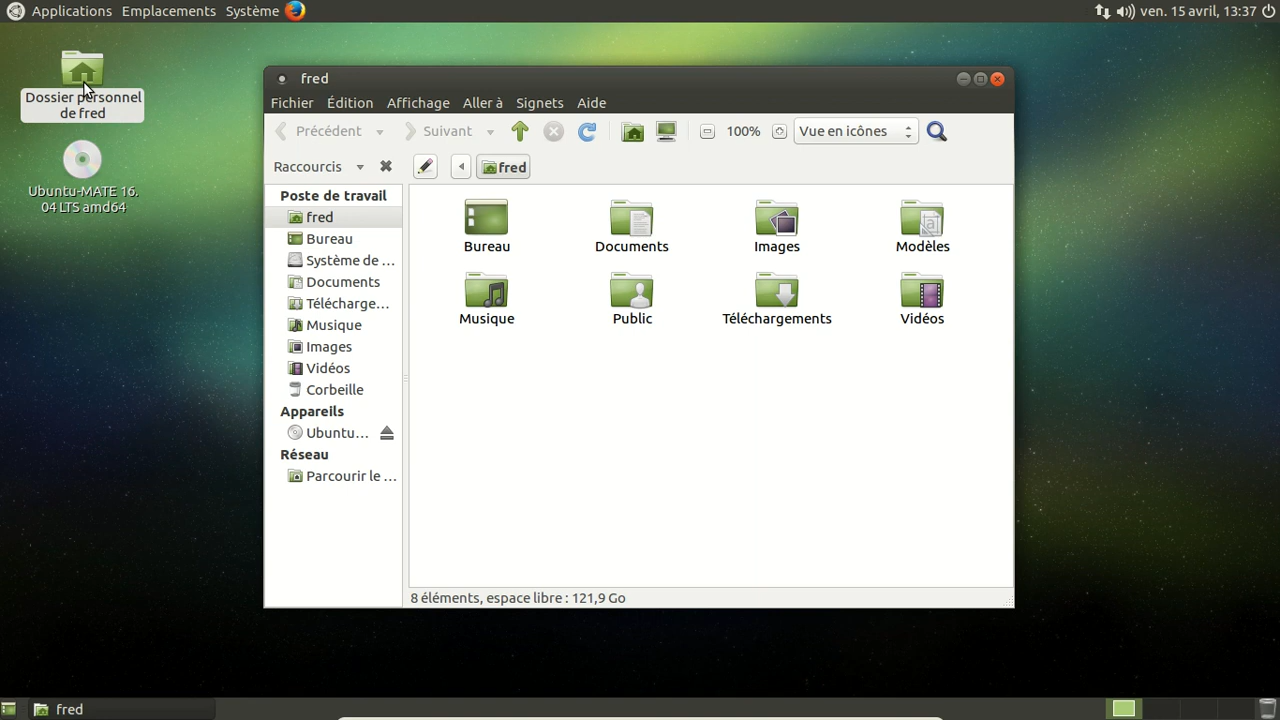 Applications Emplacements Système
ven. 15 avril, 13:37
Dossier personnel
de fred
Ubuntu-MATE 16.
04 LTS amd64
fred
Fichier Édition Affichage Aller à Signets Aide
Précédent Suivant 100% Vue en icônes
Raccourcis fred
Poste de travail
fred
Bureau
Système de ...
Documents
Télécharge...
Musique
Images
Vidéos
Corbeille
Appareils
Ubuntu...
Réseau
Parcourir le ...
Bureau Documents Images Modèles
Musique Public Téléchargements Vidéos
8 éléments, espace libre : 121,9 Go
fred